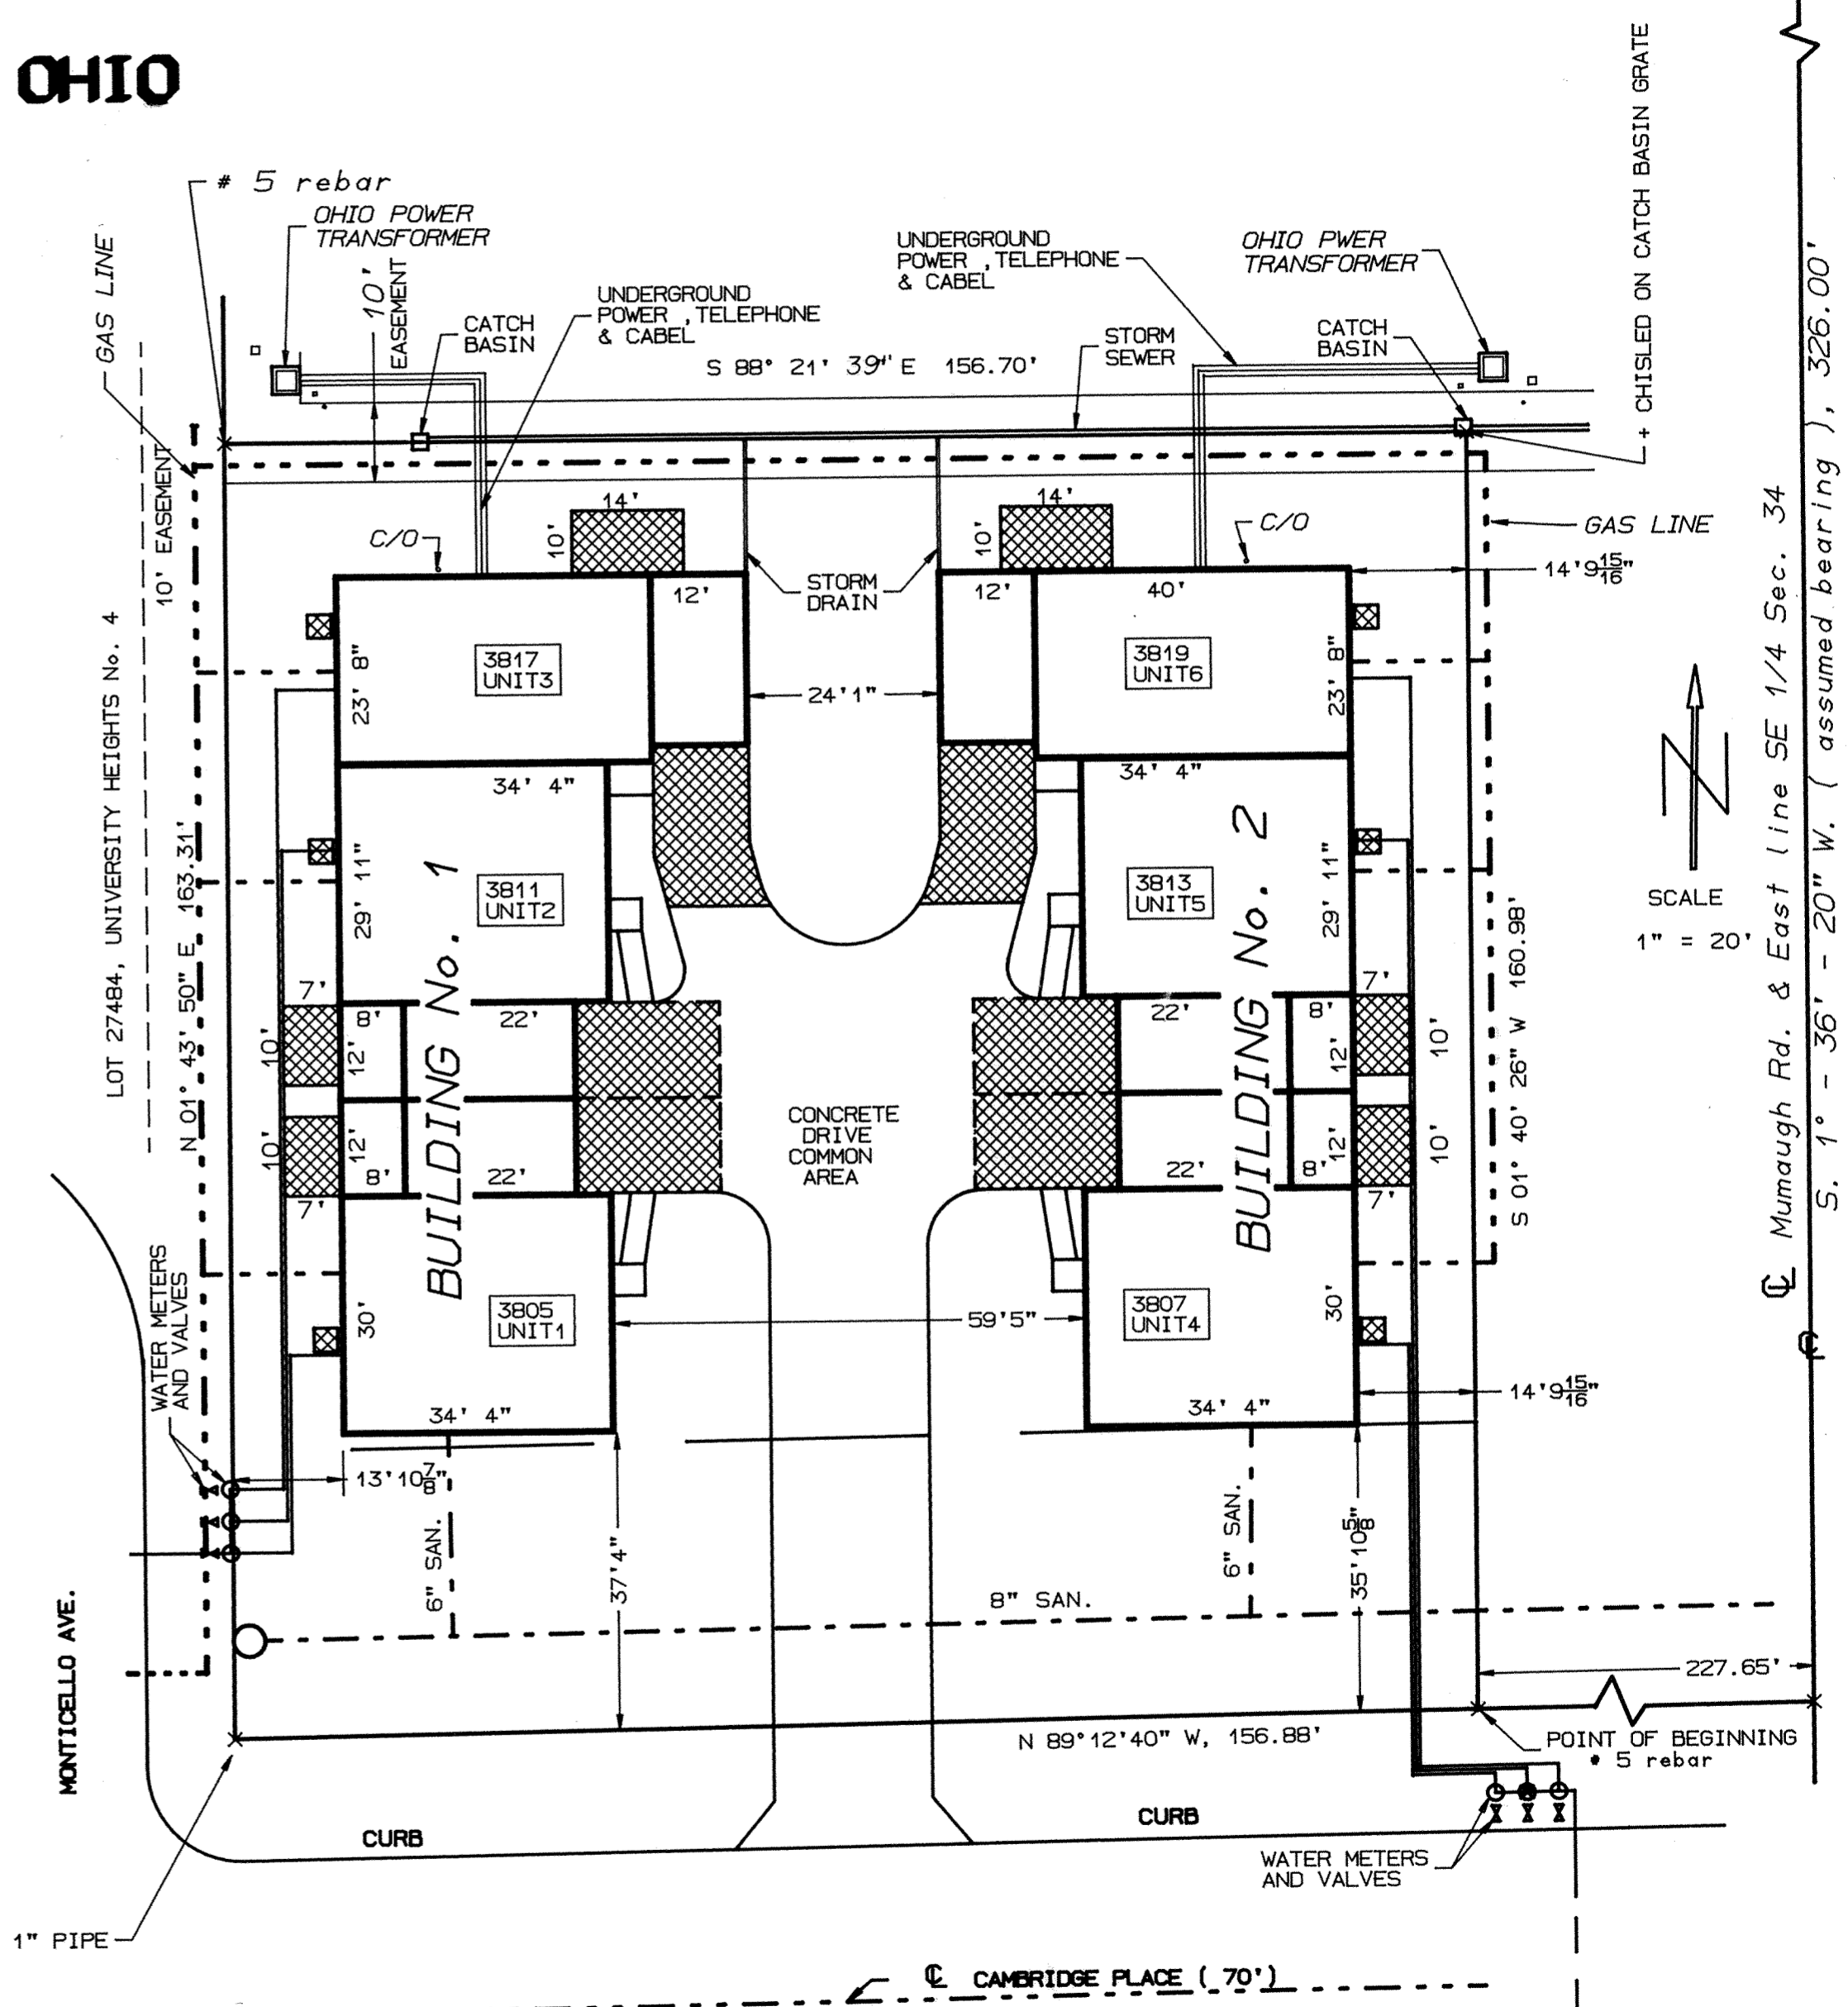 OHIO
# 5 rebar
OHIO POWER
TRANSFORMER
GAS LINE
10'
EASEMENT
CATCH
BASIN
UNDERGROUND
POWER ,TELEPHONE
& CABEL
UNDERGROUND
POWER ,TELEPHONE
& CABEL
OHIO PWER
TRANSFORMER
CATCH
BASIN
STORM
SEWER
S 88° 21' 39" E 156.70'
+ CHISLED ON CATCH BASIN GRATE
10' EASEMENT
C/O
14'
10'
14'
10'
C/O
GAS LINE
14'9 15/16"
STORM
DRAIN
12'
12'
40'
3817
UNIT3
23' 8"
24'1"
3819
UNIT6
23' 8"
LOT 27484, UNIVERSITY HEIGHTS No. 4
N 01° 43' 50" E 163.31'
34' 4"
34' 4"
3811
UNIT2
29' 11"
3813
UNIT5
29' 11"
BUILDING No. 1
BUILDING No. 2
SCALE
1" = 20'
7'
8'
22'
22'
8'
7'
10'
12'
12'
10'
10'
12'
12'
10'
7'
8'
22'
22'
8'
7'
CONCRETE
DRIVE
COMMON
AREA
S 01° 40' 26" W 160.98'
℄ Mumaugh Rd. & East line SE 1/4 Sec. 34
S. 1° - 36' - 20" W. ( assumed bearing ), 326.00'
℄
WATER METERS
AND VALVES
30'
3805
UNIT1
59'5"
3807
UNIT4
30'
34' 4"
34' 4"
14'9 15/16"
13'10 7/8"
6" SAN.
37'4"
6" SAN.
35'10 5/8"
8" SAN.
227.65'
MONTICELLO AVE.
N 89°12'40" W, 156.88'
POINT OF BEGINNING
# 5 rebar
CURB
CURB
WATER METERS
AND VALVES
1" PIPE
℄ CAMBRIDGE PLACE ( 70')